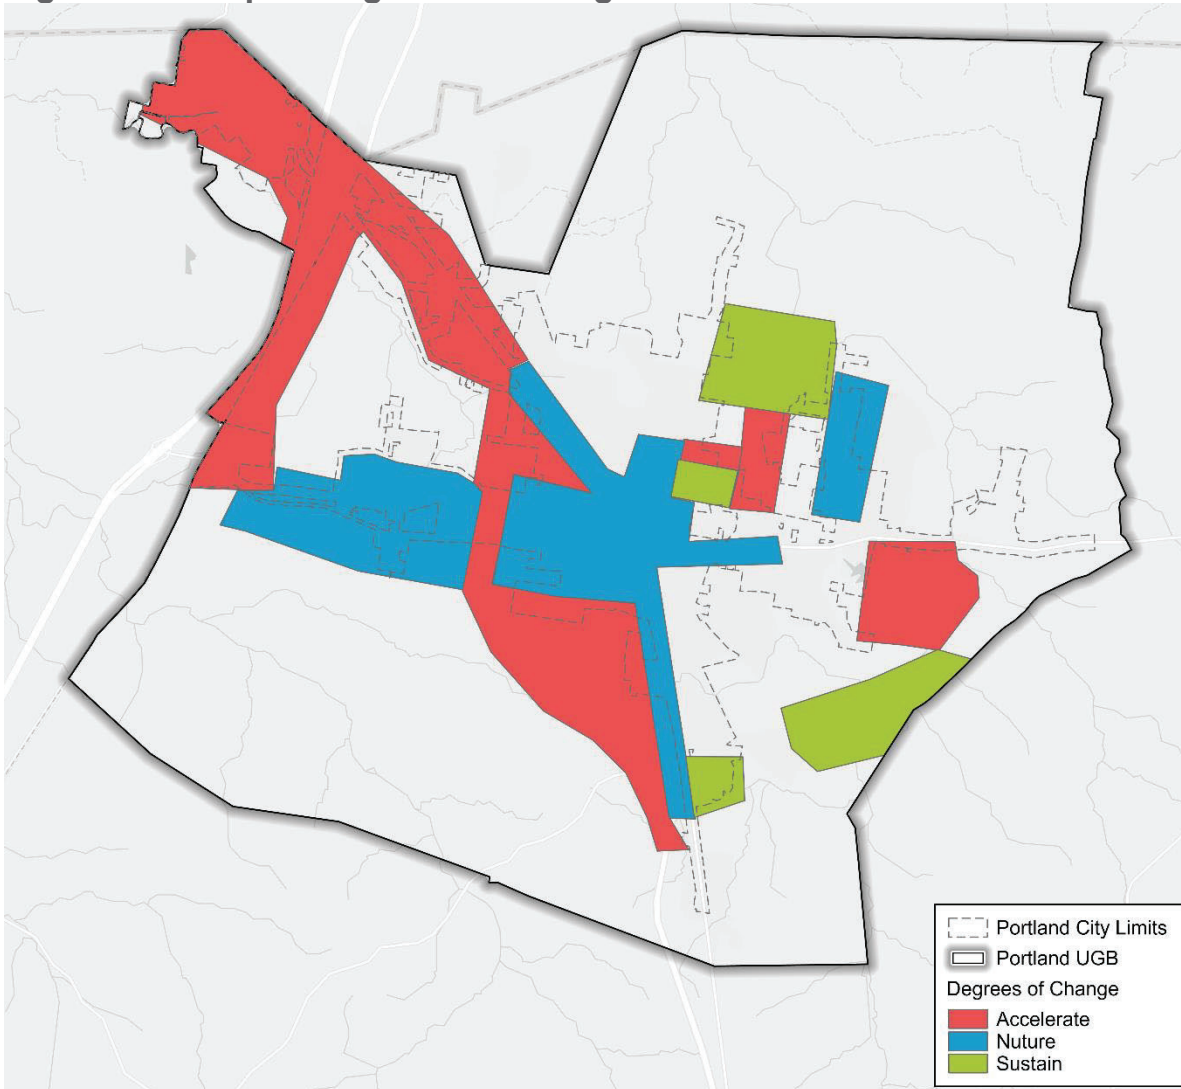 Portland City Limits
Portland UGB
Degrees of Change
Accelerate
Nuture
Sustain